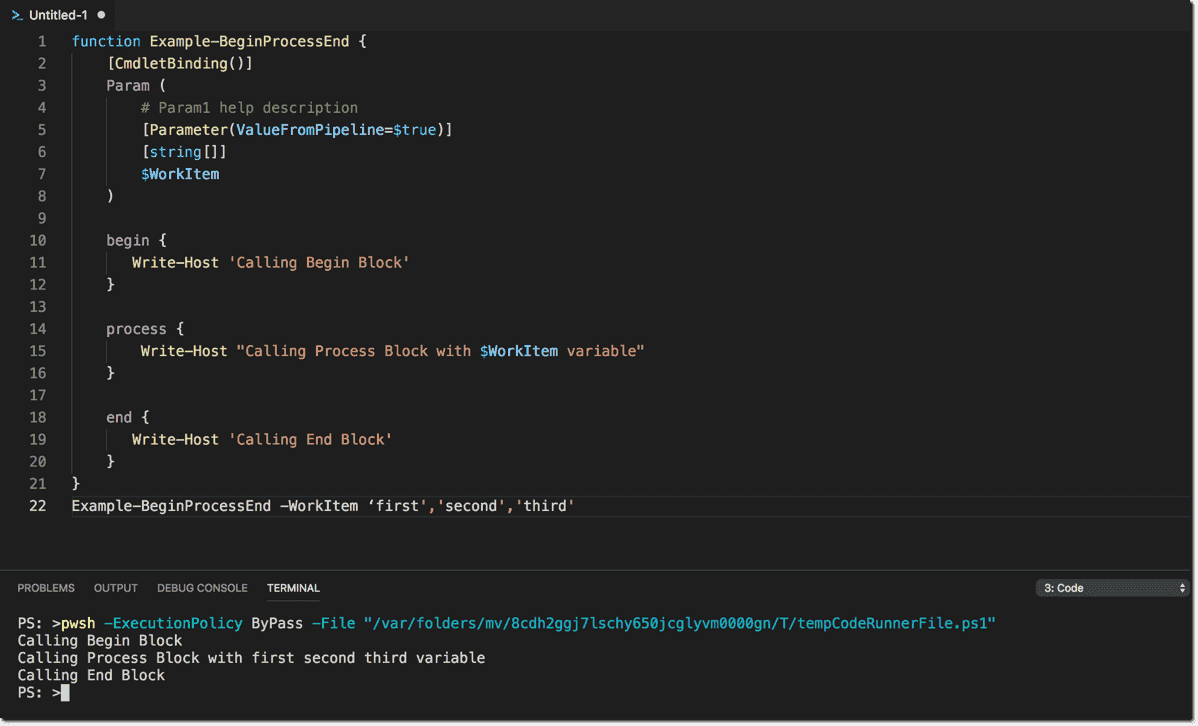 >_ Untitled-1 ●
1 function Example-BeginProcessEnd {
2     [CmdletBinding()]
3     Param (
4         # Param1 help description
5         [Parameter(ValueFromPipeline=$true)]
6         [string[]]
7         $WorkItem
8     )
9
10     begin {
11        Write-Host 'Calling Begin Block'
12     }
13
14     process {
15         Write-Host "Calling Process Block with $WorkItem variable"
16     }
17
18     end {
19        Write-Host 'Calling End Block'
20     }
21 }
22 Example-BeginProcessEnd -WorkItem ‘first','second','third'
PROBLEMS OUTPUT DEBUG CONSOLE TERMINAL 3: Code
PS: >pwsh -ExecutionPolicy ByPass -File "/var/folders/mv/8cdh2ggj7lschy650jcglyvm0000gn/T/tempCodeRunnerFile.ps1"
Calling Begin Block
Calling Process Block with first second third variable
Calling End Block
PS: >